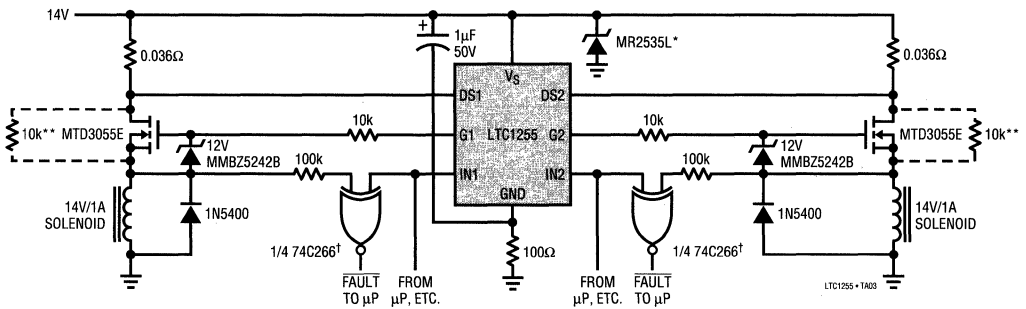 14V
0.036Ω
+
1µF
50V
MR2535L*
0.036Ω
VS
DS1
DS2
10k**
MTD3055E
10k
G1
LTC1255
G2
10k
MTD3055E
10k**
12V
MMBZ5242B
100k
IN1
IN2
100k
12V
MMBZ5242B
GND
14V/1A
SOLENOID
1N5400
1N5400
14V/1A
SOLENOID
1/4 74C266†
100Ω
1/4 74C266†
FAULT
TO µP
FROM
µP, ETC.
FROM
µP, ETC.
FAULT
TO µP
LTC1255 • TA03